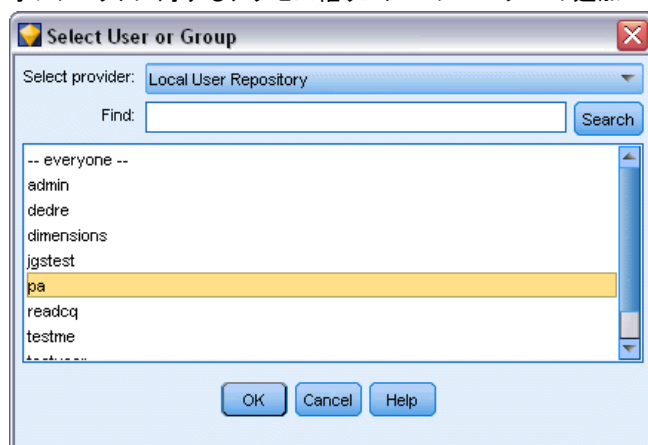 Select User or Group
Select provider: Local User Repository
Find: Search
-- everyone --
admin
dedre
dimensions
jgstest
pa
readcq
testme
OK Cancel Help